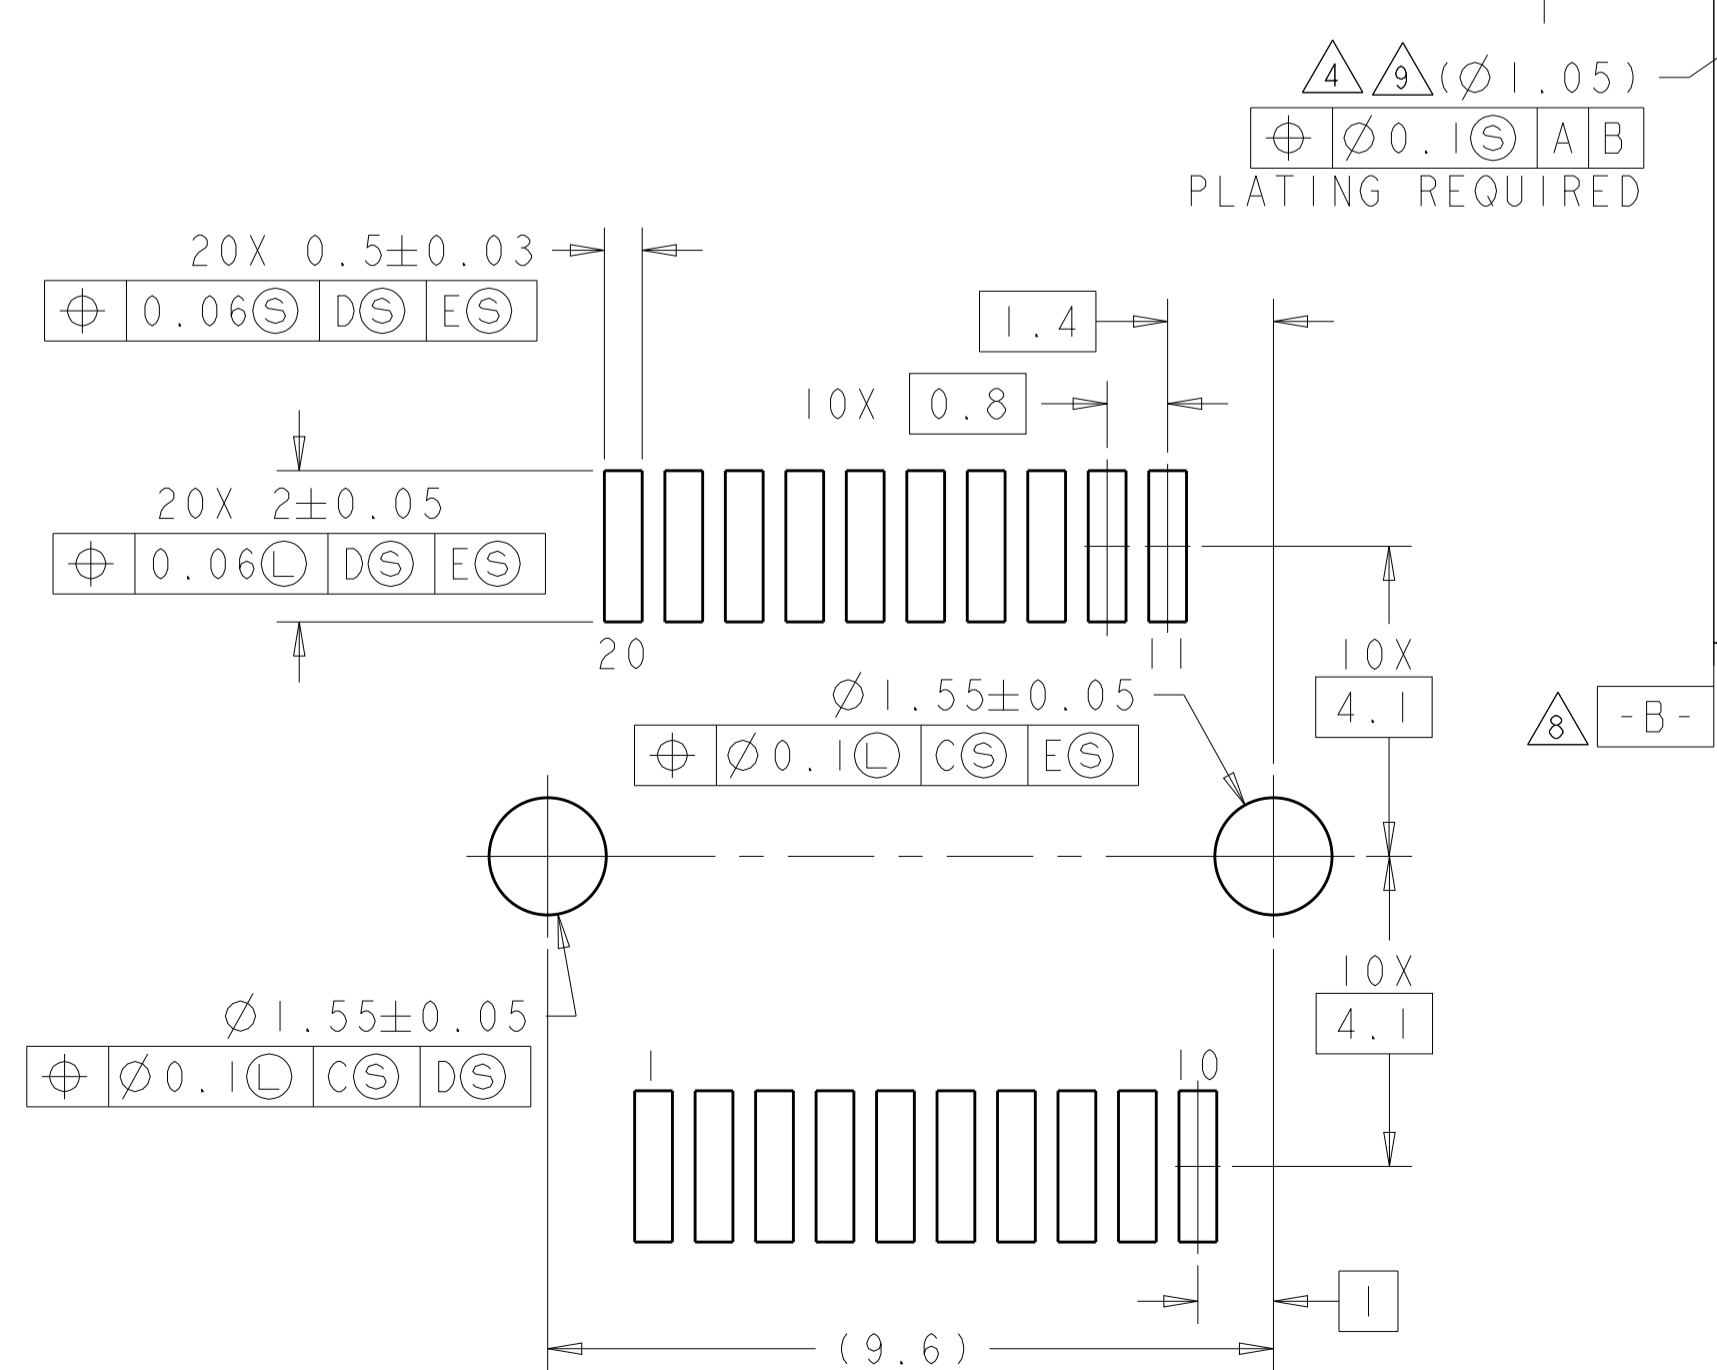 4 9 (Ø1.05)
⌖ Ø0.1Ⓢ A B
PLATING REQUIRED
20X 0.5±0.03
⌖ 0.06Ⓢ DⓈ EⓈ
1.4
10X 0.8
20X 2±0.05
⌖ 0.06Ⓛ DⓈ EⓈ
20 11
10X
4.1
Ø1.55±0.05
⌖ Ø0.1Ⓛ CⓈ EⓈ
8 -B-
10X
4.1
Ø1.55±0.05
⌖ Ø0.1Ⓛ CⓈ DⓈ
1 10
1
(9.6)